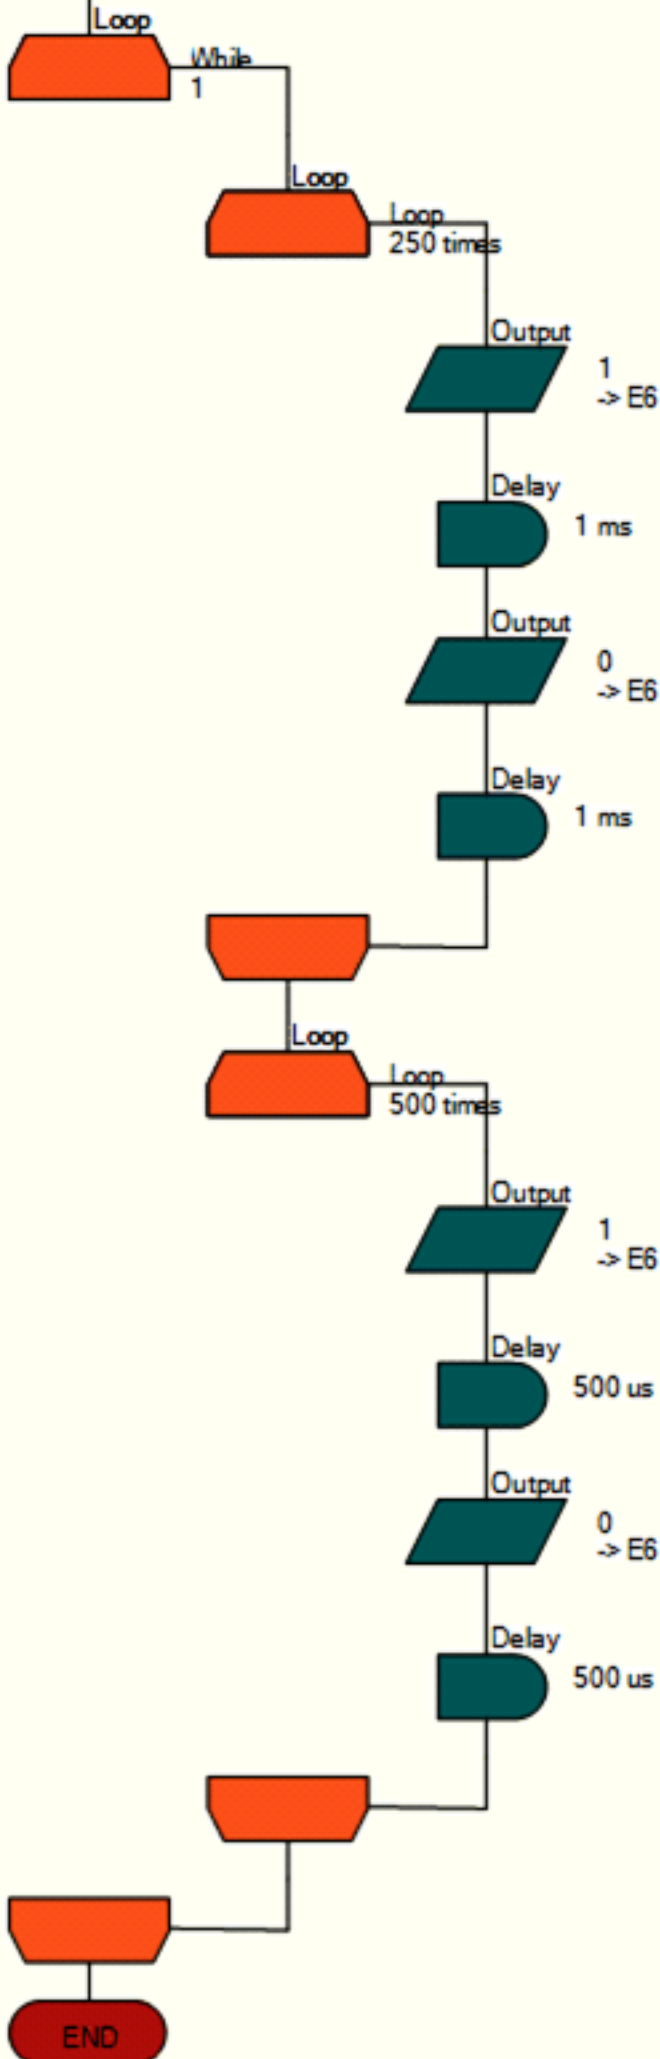 Loop
While
1
Loop
Loop
250 times
Output
1
-> E6
Delay
1 ms
Output
0
-> E6
Delay
1 ms
Loop
Loop
500 times
Output
1
-> E6
Delay
500 us
Output
0
-> E6
Delay
500 us
END